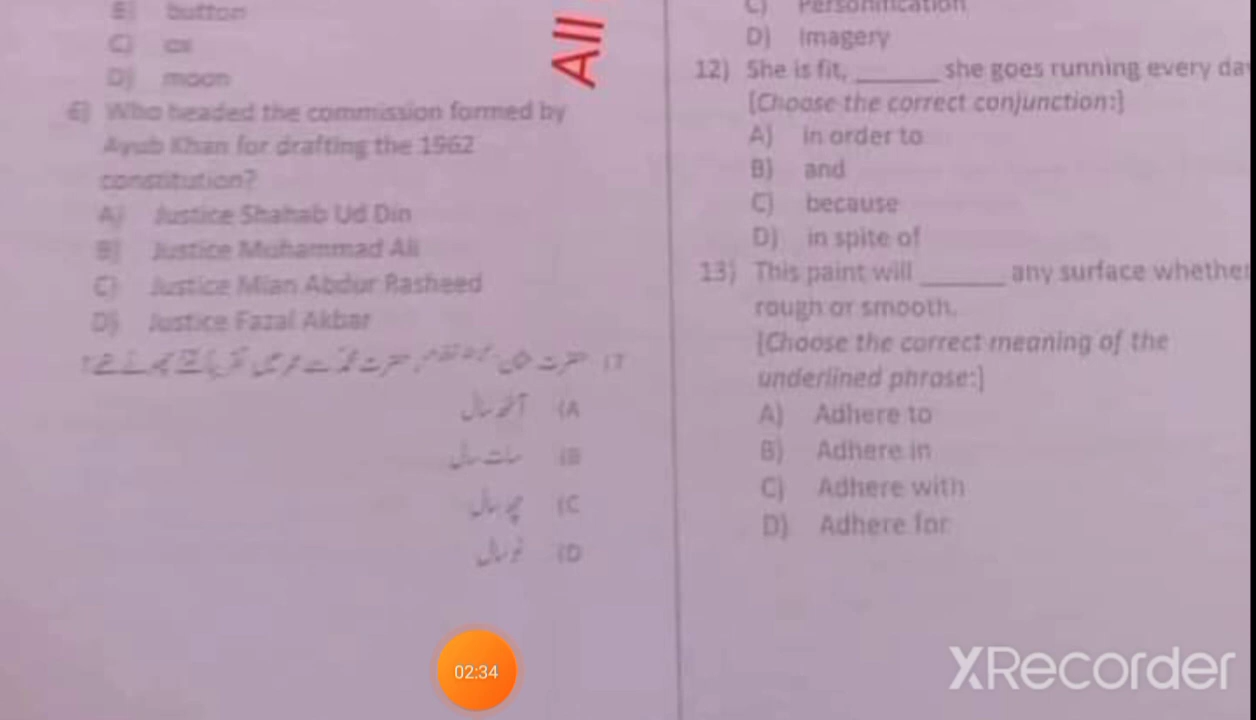 B) button
C) ox
D) moon
6) Who headed the commission formed by
Ayub Khan for drafting the 1962
constitution?
A) Justice Shahab Ud Din
B) Justice Muhammad Ali
C) Justice Mian Abdur Rasheed
D) Justice Fazal Akbar
A) آٹھ سال
B) سات سال
C) چھ سال
D) نو سال
All
C) Personification
D) Imagery
12) She is fit, ______ she goes running every da
[Choose the correct conjunction:]
A) in order to
B) and
C) because
D) in spite of
13) This paint will ______ any surface whether
rough or smooth.
[Choose the correct meaning of the
underlined phrase:]
A) Adhere to
B) Adhere in
C) Adhere with
D) Adhere for
02:34
XRecorder